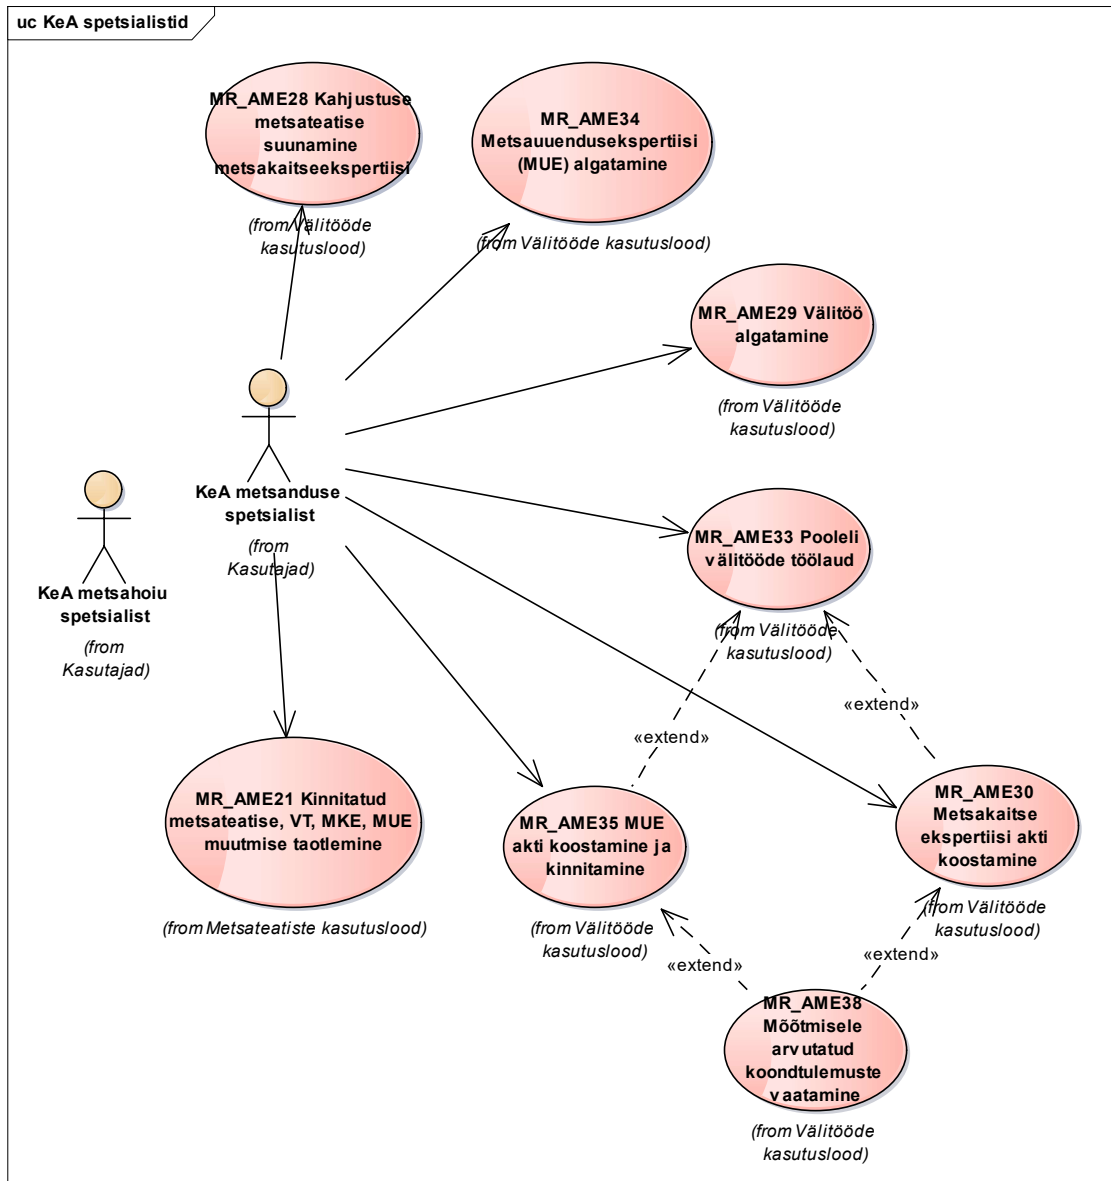 uc KeA spetsialistid
MR_AME28 Kahjustuse
metsateatise
suunamine
metsakaitseekspertiisi
(from Välitööde
kasutuslood)
MR_AME34
Metsauuendusekspertiisi
(MUE) algatamine
(from Välitööde kasutuslood)
MR_AME29 Välitöö
algatamine
(from Välitööde
kasutuslood)
KeA metsanduse
spetsialist
(from
Kasutajad)
KeA metsahoiu
spetsialist
(from
Kasutajad)
MR_AME33 Pooleli
välitööde töölaud
(from Välitööde
kasutuslood)
«extend»
«extend»
MR_AME21 Kinnitatud
metsateatise, VT, MKE, MUE
muutmise taotlemine
(from Metsateatiste kasutuslood)
MR_AME35 MUE
akti koostamine ja
kinnitamine
(from Välitööde
kasutuslood)
MR_AME30
Metsakaitse
ekspertiisi akti
koostamine
(from Välitööde
kasutuslood)
«extend»
«extend»
MR_AME38
Mõõtmisele
arvutatud
koondtulemuste
vaatamine
(from Välitööde
kasutuslood)